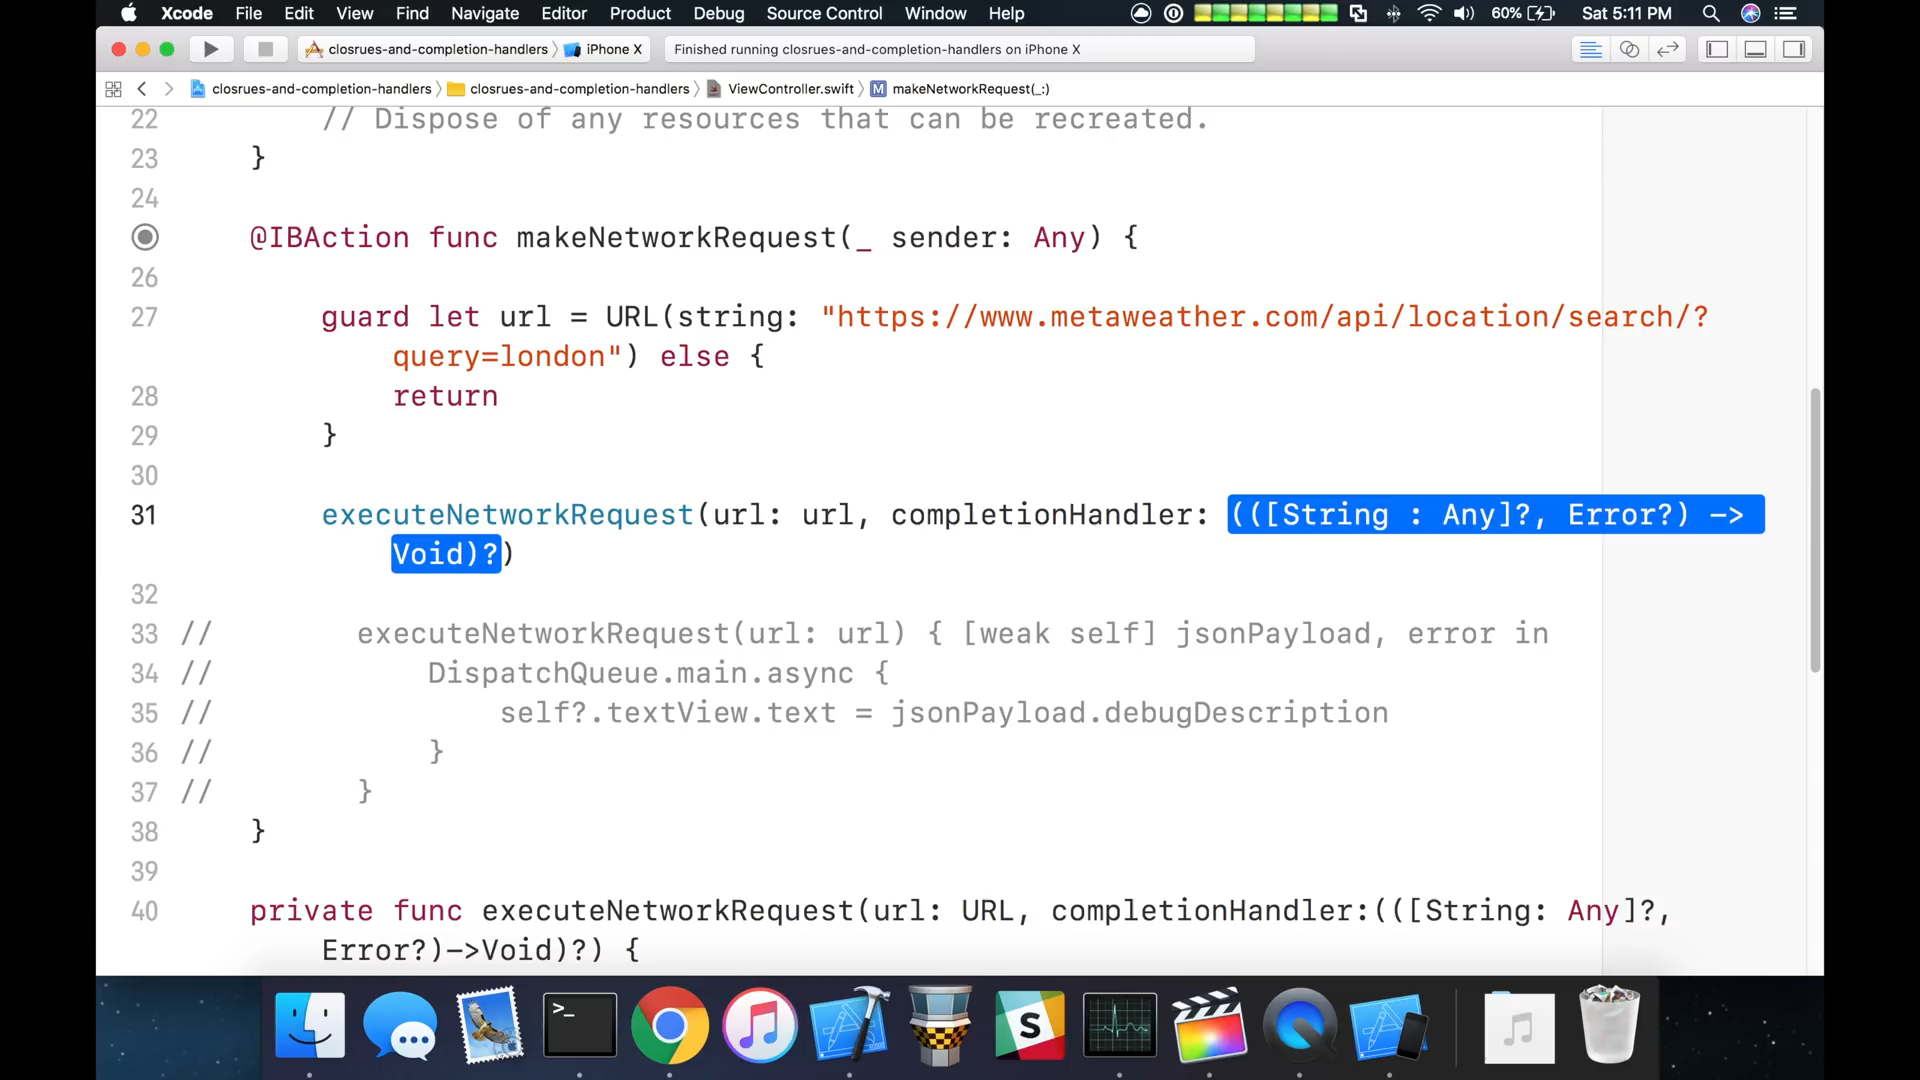 Xcode File Edit View Find Navigate Editor Product Debug Source Control Window Help 60% Sat 5:11 PM
closrues-and-completion-handlers iPhone X Finished running closrues-and-completion-handlers on iPhone X
closrues-and-completion-handlers closrues-and-completion-handlers ViewController.swift M makeNetworkRequest(_:)
22 // Dispose of any resources that can be recreated.
23 }
24
@IBAction func makeNetworkRequest(_ sender: Any) {
26
27 guard let url = URL(string: "https://www.metaweather.com/api/location/search/?
query=london") else {
28 return
29 }
30
31 executeNetworkRequest(url: url, completionHandler: (([String : Any]?, Error?) ->
Void)?)
32
33 // executeNetworkRequest(url: url) { [weak self] jsonPayload, error in
34 // DispatchQueue.main.async {
35 // self?.textView.text = jsonPayload.debugDescription
36 // }
37 // }
38 }
39
40 private func executeNetworkRequest(url: URL, completionHandler:(([String: Any]?,
Error?)->Void)?) {
>_ S